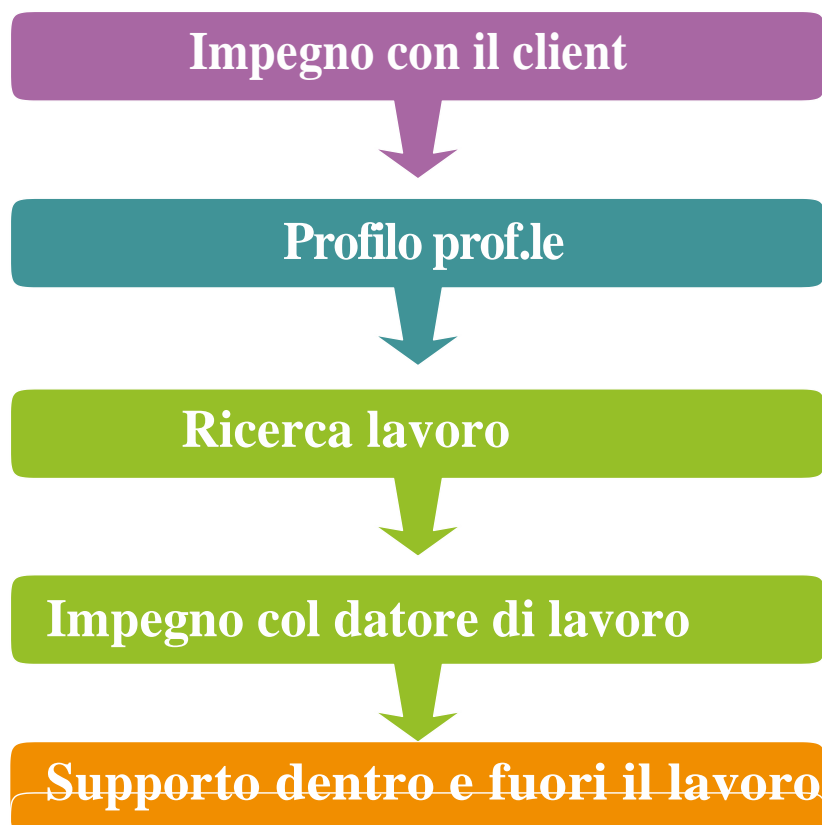 Impegno con il client
Profilo prof.le
Ricerca lavoro
Impegno col datore di lavoro
Supporto dentro e fuori il lavoro